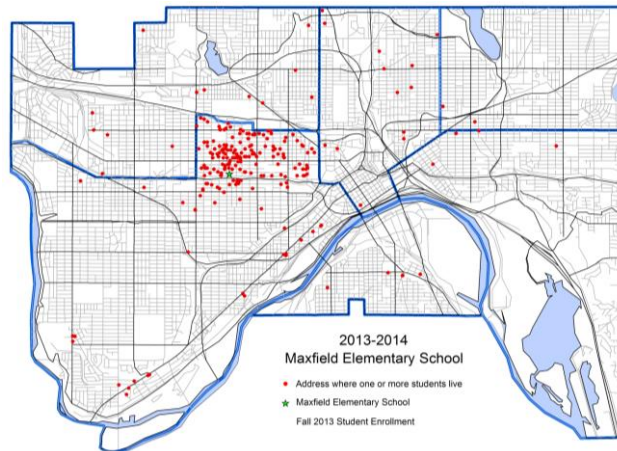 2013-2014
Maxfield Elementary School
Address where one or more students live
Maxfield Elementary School
Fall 2013 Student Enrollment